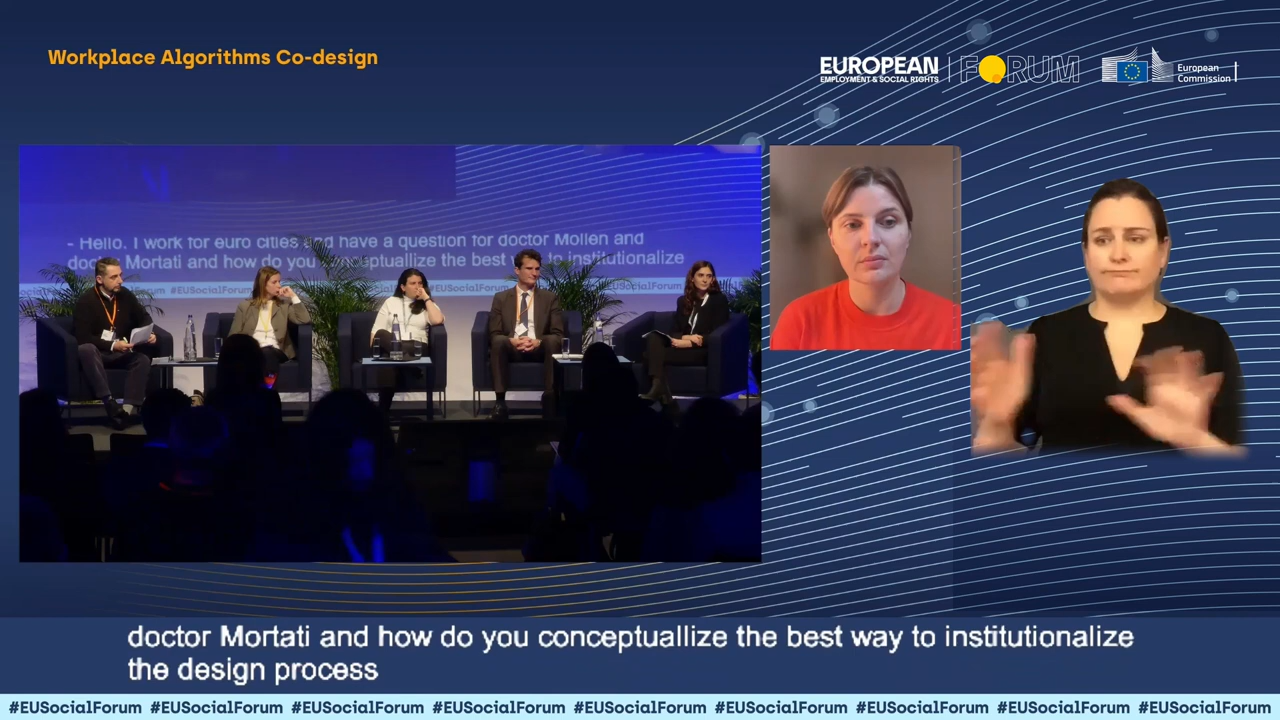 Workplace Algorithms Co-design
EUROPEAN
EMPLOYMENT & SOCIAL RIGHTS
FORUM
European
Commission
- Hello. I work for euro cities and have a question for doctor Mollen and
doctor Mortati and how do you conceptuallize the best way to institutionalize
#EUSocialForum
doctor Mortati and how do you conceptuallize the best way to institutionalize
the design process
#EUSocialForum #EUSocialForum #EUSocialForum #EUSocialForum #EUSocialForum #EUSocialForum #EUSocialForum #EUSocialForum #EUSocialForum